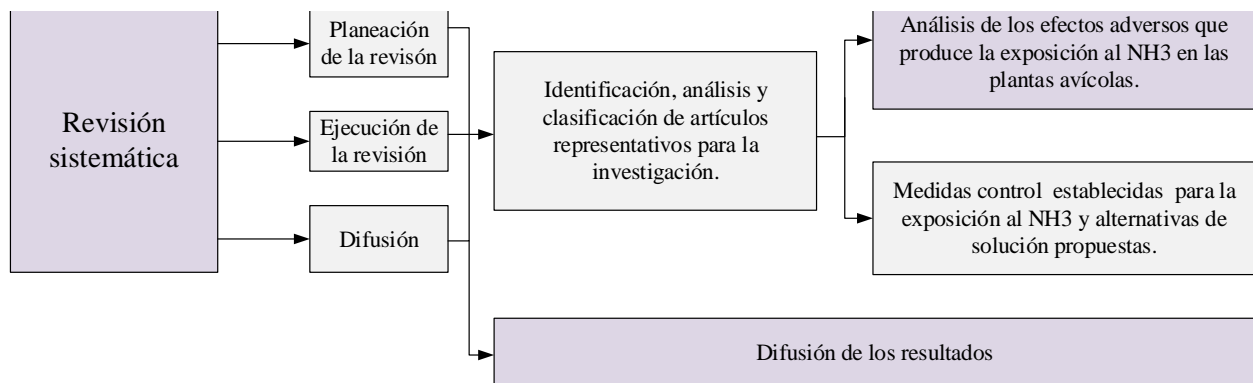 Revisión
sistemática
Planeación
de la revisón
Ejecución de
la revisión
Difusión
Identificación, análisis y
clasificación de artículos
representativos para la
investigación.
Análisis de los efectos adversos que
produce la exposición al NH3 en las
plantas avícolas.
Medidas control  establecidas  para la
exposición al NH3 y alternativas de
solución propuestas.
Difusión de los resultados